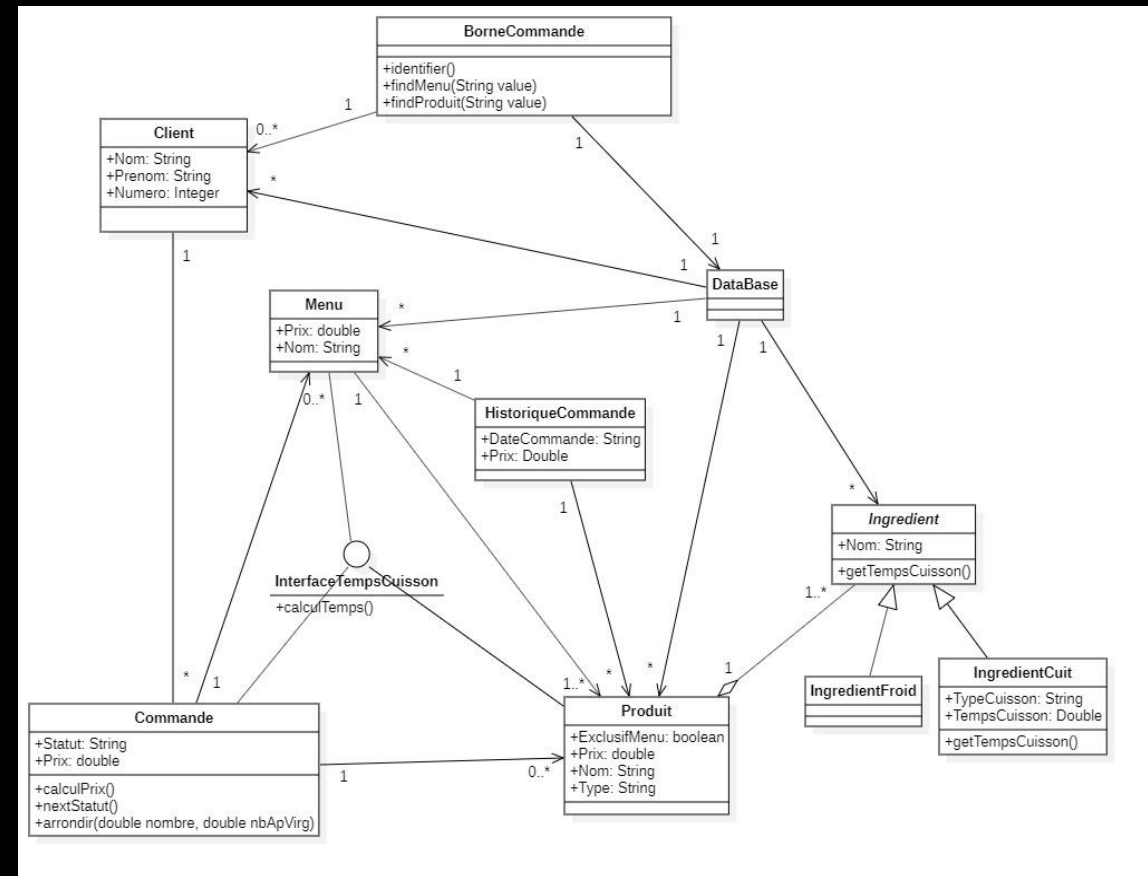 BorneCommande
+identifier()
+findMenu(String value)
+findProduit(String value)
1
0..*
Client
+Nom: String
+Prenom: String
+Numero: Integer
1
*
1
1
1
DataBase
1
Menu
+Prix: double
+Nom: String
*
1
1
1
*
1
0..*
1
HistoriqueCommande
+DateCommande: String
+Prix: Double
1
*
Ingredient
+Nom: String
+getTempsCuisson()
InterfaceTempsCuisson
+calculTemps()
1..*
*
1
1..*
*
*
1
IngredientFroid
IngredientCuit
+TypeCuisson: String
+TempsCuisson: Double
+getTempsCuisson()
Commande
+Statut: String
+Prix: double
+calculPrix()
+nextStatut()
+arrondir(double nombre, double nbApVirg)
1
0..*
Produit
+ExclusifMenu: boolean
+Prix: double
+Nom: String
+Type: String